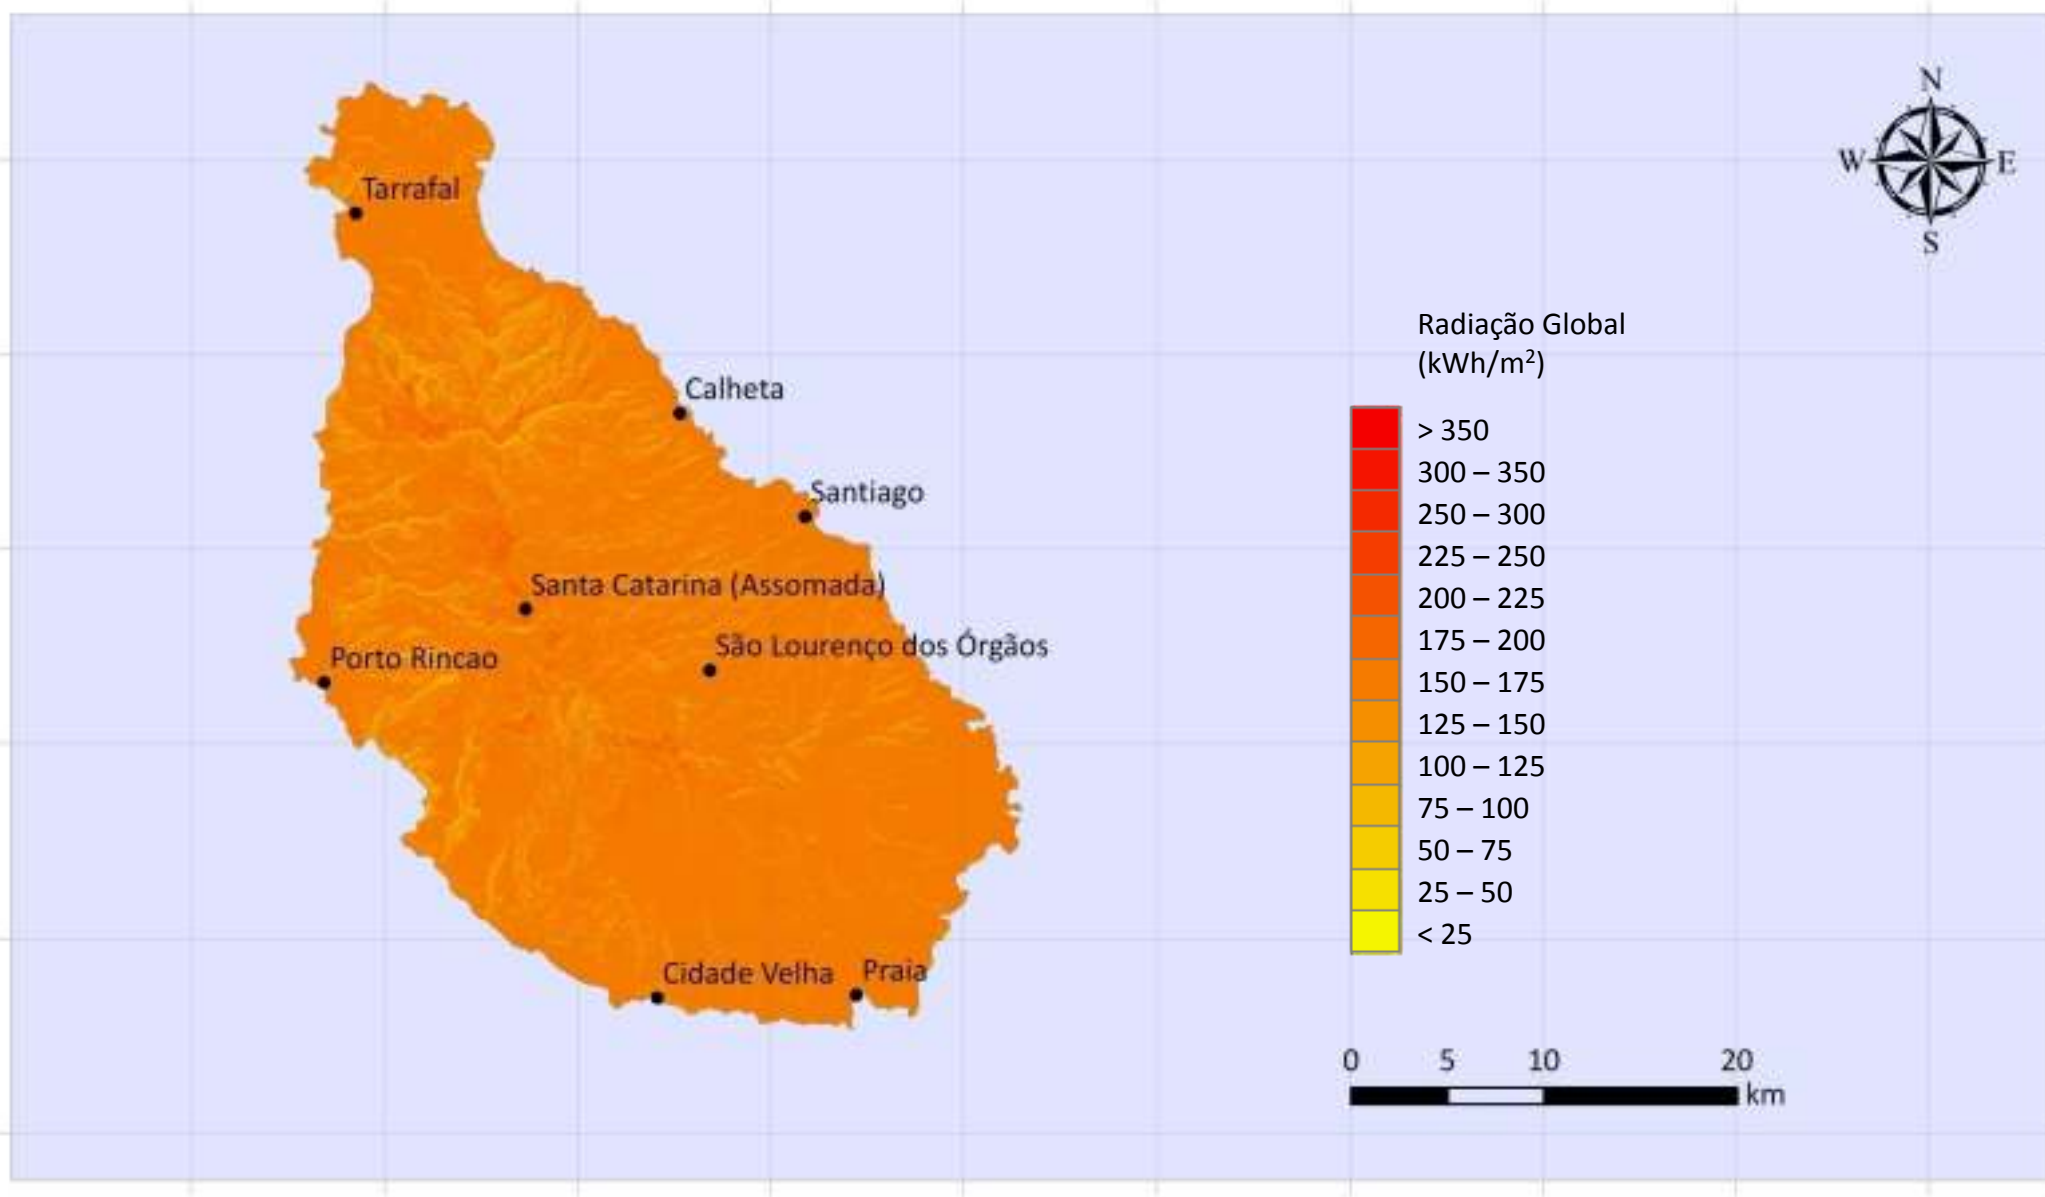 N
W
E
S
Tarrafal
Calheta
Santiago
Santa Catarina (Assomada)
São Lourenço dos Órgãos
Porto Rincao
Cidade Velha
Praia
Radiação Global
(kWh/m²)
> 350
300 – 350
250 – 300
225 – 250
200 – 225
175 – 200
150 – 175
125 – 150
100 – 125
75 – 100
50 – 75
25 – 50
< 25
0 5 10 20
km